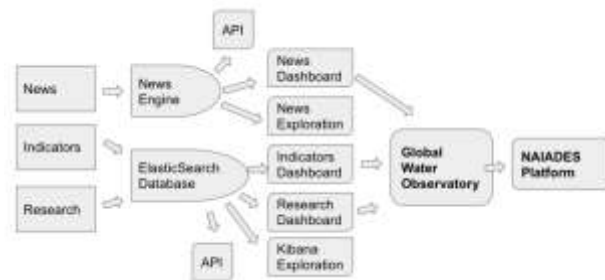 API
News
News
Engine
News
Dashboard
News
Exploration
Indicators
ElasticSearch
Database
Indicators
Dashboard
Global
Water
Observatory
NAIADES
Platform
Research
Research
Dashboard
API
Kibana
Exploration